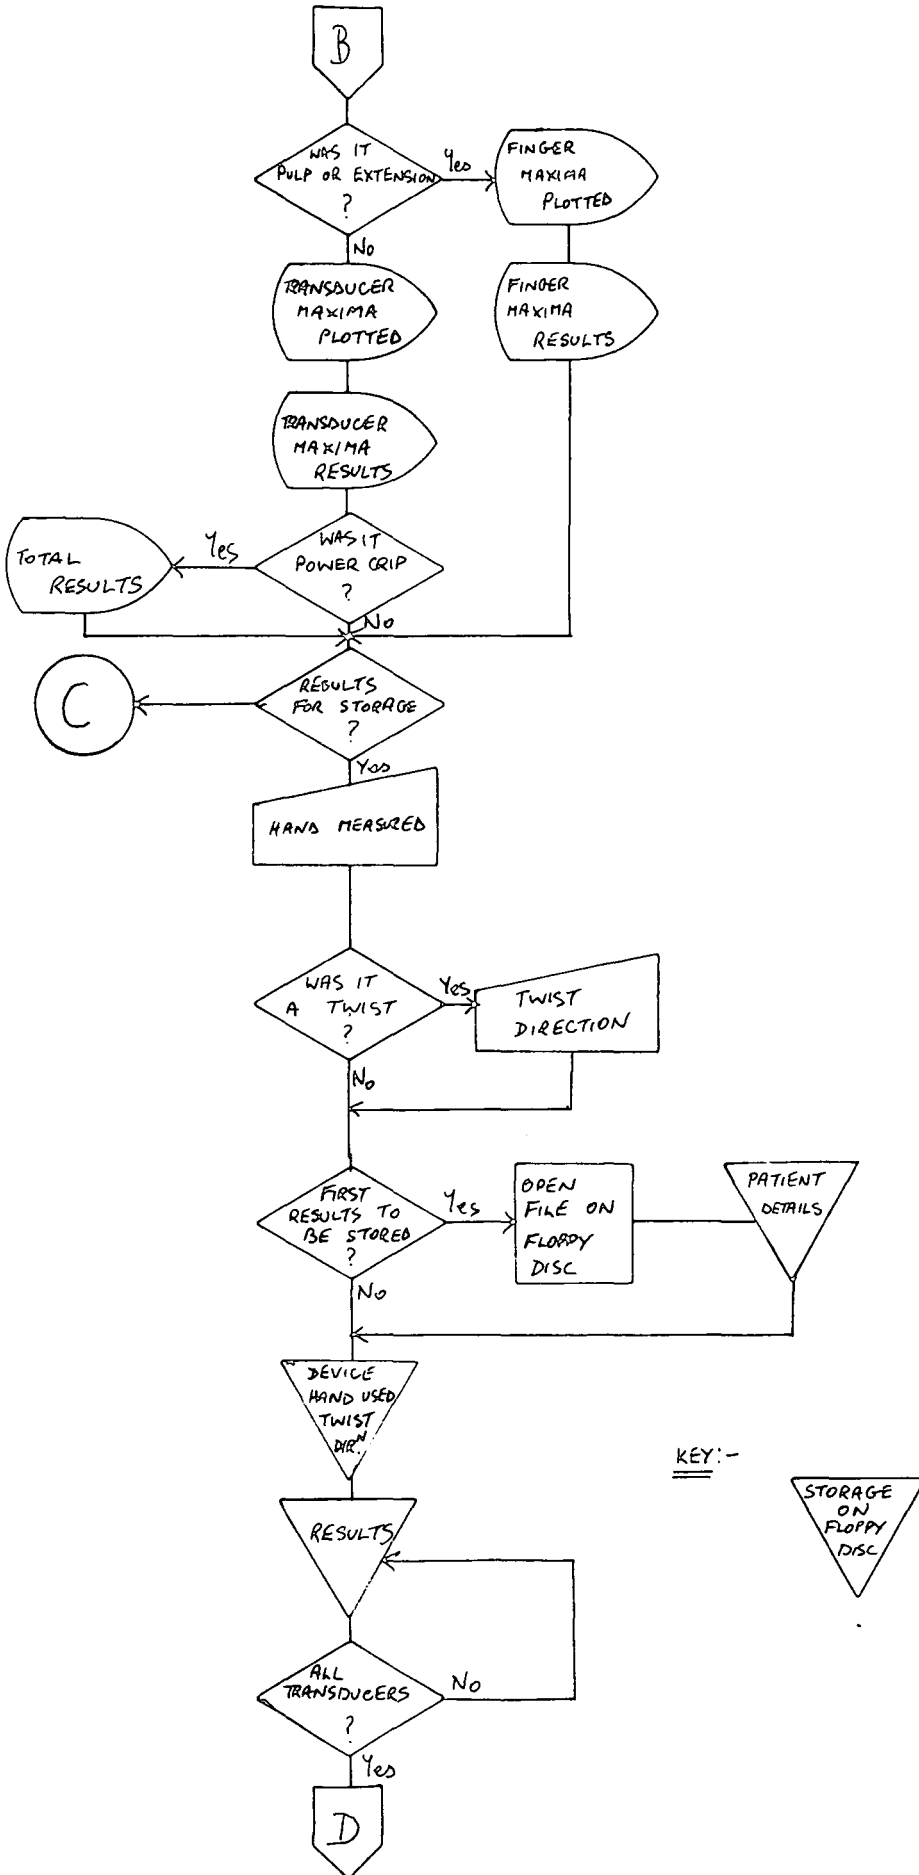 B
WAS IT
PULP OR EXTENSION
?
Yes
FINGER
MAXIMA
PLOTTED
No
TRANSDUCER
MAXIMA
PLOTTED
FINGER
MAXIMA
RESULTS
TRANSDUCER
MAXIMA
RESULTS
WAS IT
POWER GRIP
?
Yes
TOTAL
RESULTS
No
RESULTS
FOR STORAGE
?
C
Yes
HAND MEASURED
WAS IT
A TWIST
?
Yes
TWIST
DIRECTION
No
FIRST
RESULTS TO
BE STORED
?
Yes
OPEN
FILE ON
FLOPPY
DISC
PATIENT
DETAILS
No
DEVICE
HAND USED
TWIST
DIR.N
KEY:-
STORAGE
ON
FLOPPY
DISC
RESULTS
ALL
TRANSDUCERS
?
No
Yes
D